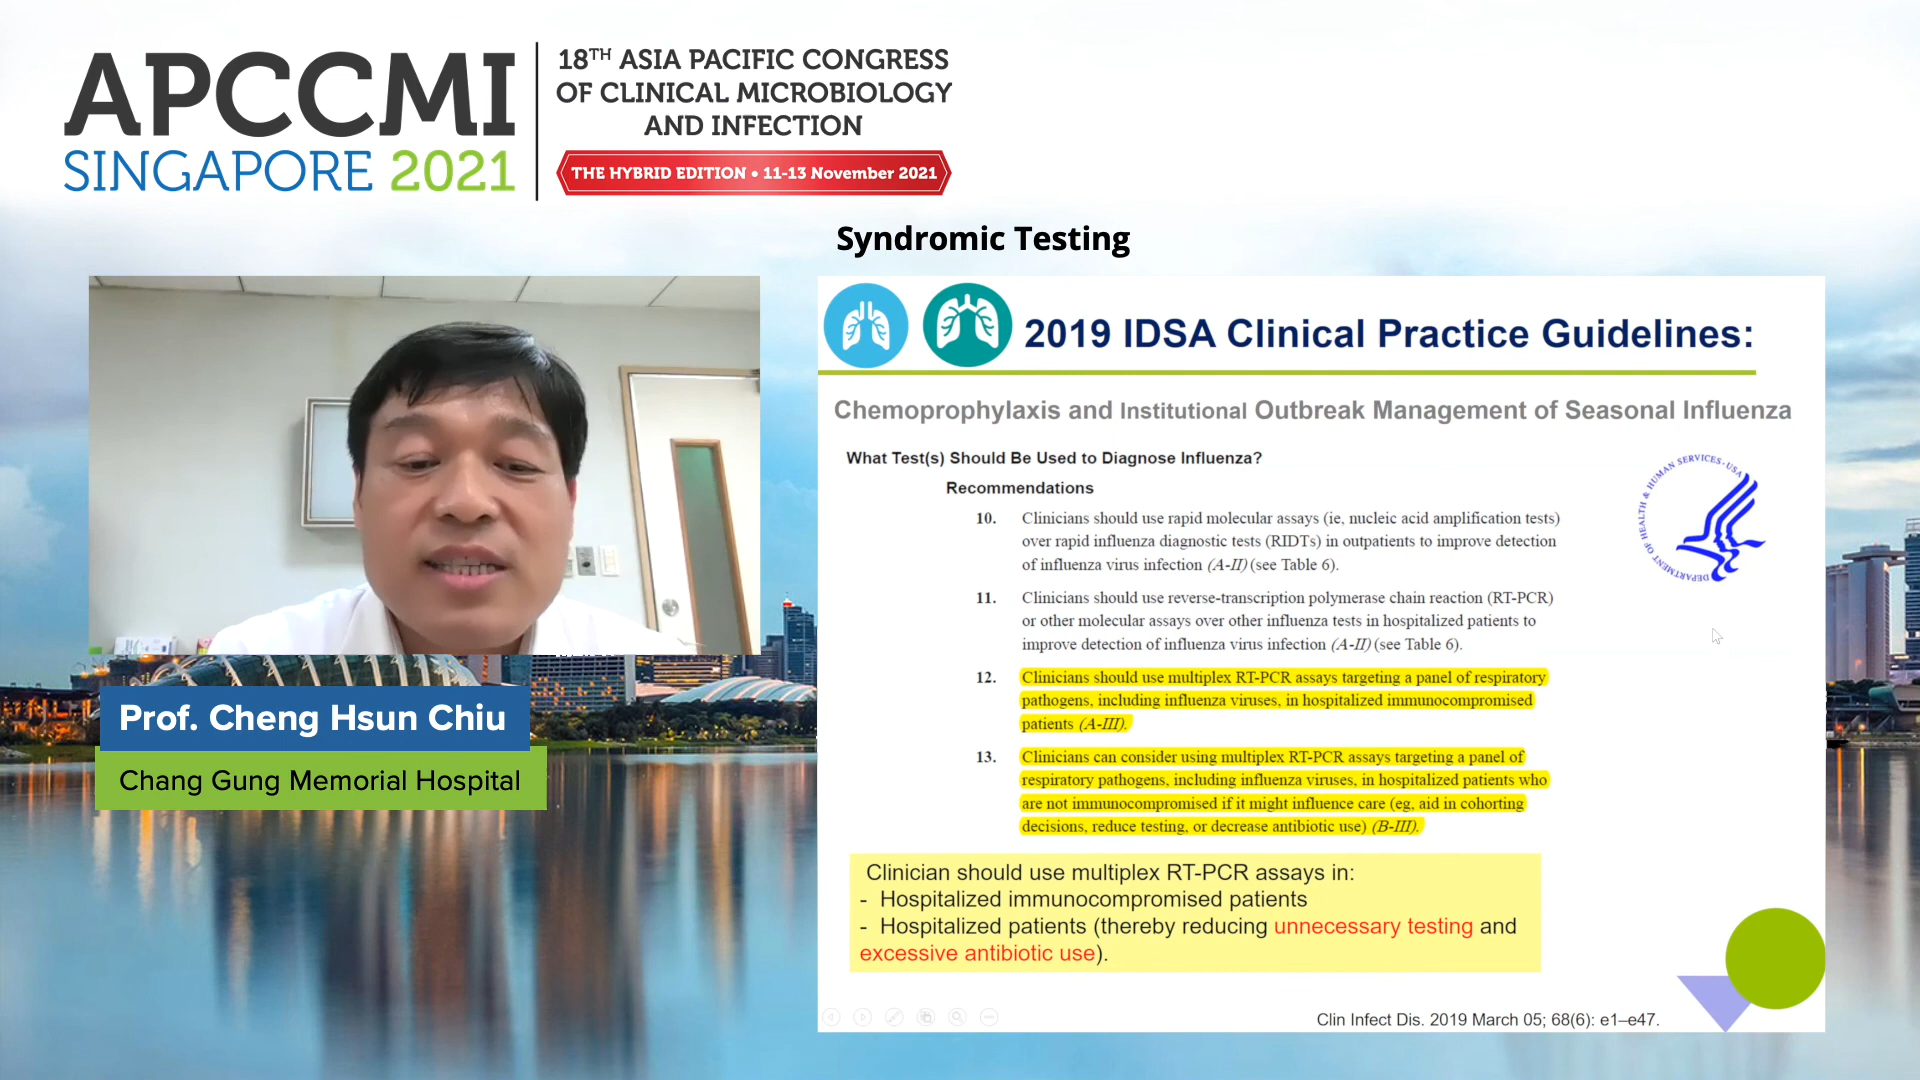 APCCMI
SINGAPORE 2021
18TH ASIA PACIFIC CONGRESS
OF CLINICAL MICROBIOLOGY
AND INFECTION
THE HYBRID EDITION • 11-13 November 2021
Syndromic Testing
Prof. Cheng Hsun Chiu
Chang Gung Memorial Hospital
2019 IDSA Clinical Practice Guidelines:
Chemoprophylaxis and Institutional Outbreak Management of Seasonal Influenza
What Test(s) Should Be Used to Diagnose Influenza?
Recommendations
10. Clinicians should use rapid molecular assays (ie, nucleic acid amplification tests)
over rapid influenza diagnostic tests (RIDTs) in outpatients to improve detection
of influenza virus infection (A-II) (see Table 6).
11. Clinicians should use reverse-transcription polymerase chain reaction (RT-PCR)
or other molecular assays over other influenza tests in hospitalized patients to
improve detection of influenza virus infection (A-II) (see Table 6).
12. Clinicians should use multiplex RT-PCR assays targeting a panel of respiratory
pathogens, including influenza viruses, in hospitalized immunocompromised
patients (A-III).
13. Clinicians can consider using multiplex RT-PCR assays targeting a panel of
respiratory pathogens, including influenza viruses, in hospitalized patients who
are not immunocompromised if it might influence care (eg, aid in cohorting
decisions, reduce testing, or decrease antibiotic use) (B-III).
DEPARTMENT OF HEALTH & HUMAN SERVICES • USA
Clinician should use multiplex RT-PCR assays in:
- Hospitalized immunocompromised patients
- Hospitalized patients (thereby reducing unnecessary testing and
excessive antibiotic use).
Clin Infect Dis. 2019 March 05; 68(6): e1–e47.